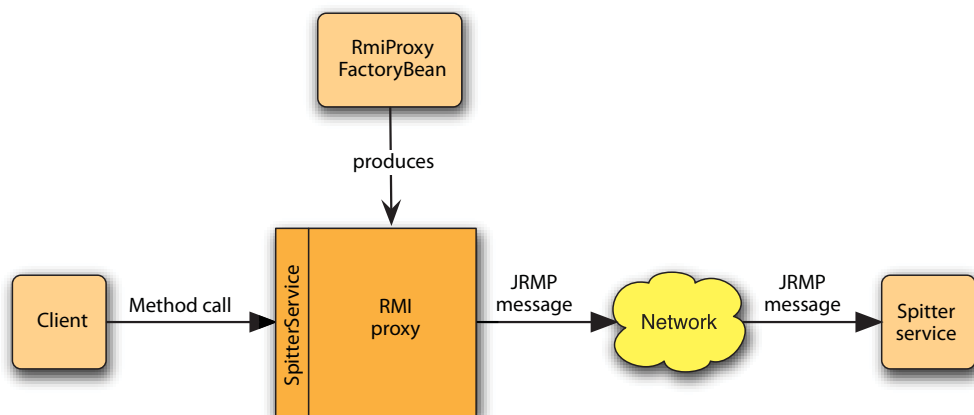 RmiProxy
FactoryBean
produces
Client
Method call
SpitterService
RMI
proxy
JRMP
message
Network
JRMP
message
Spitter
service